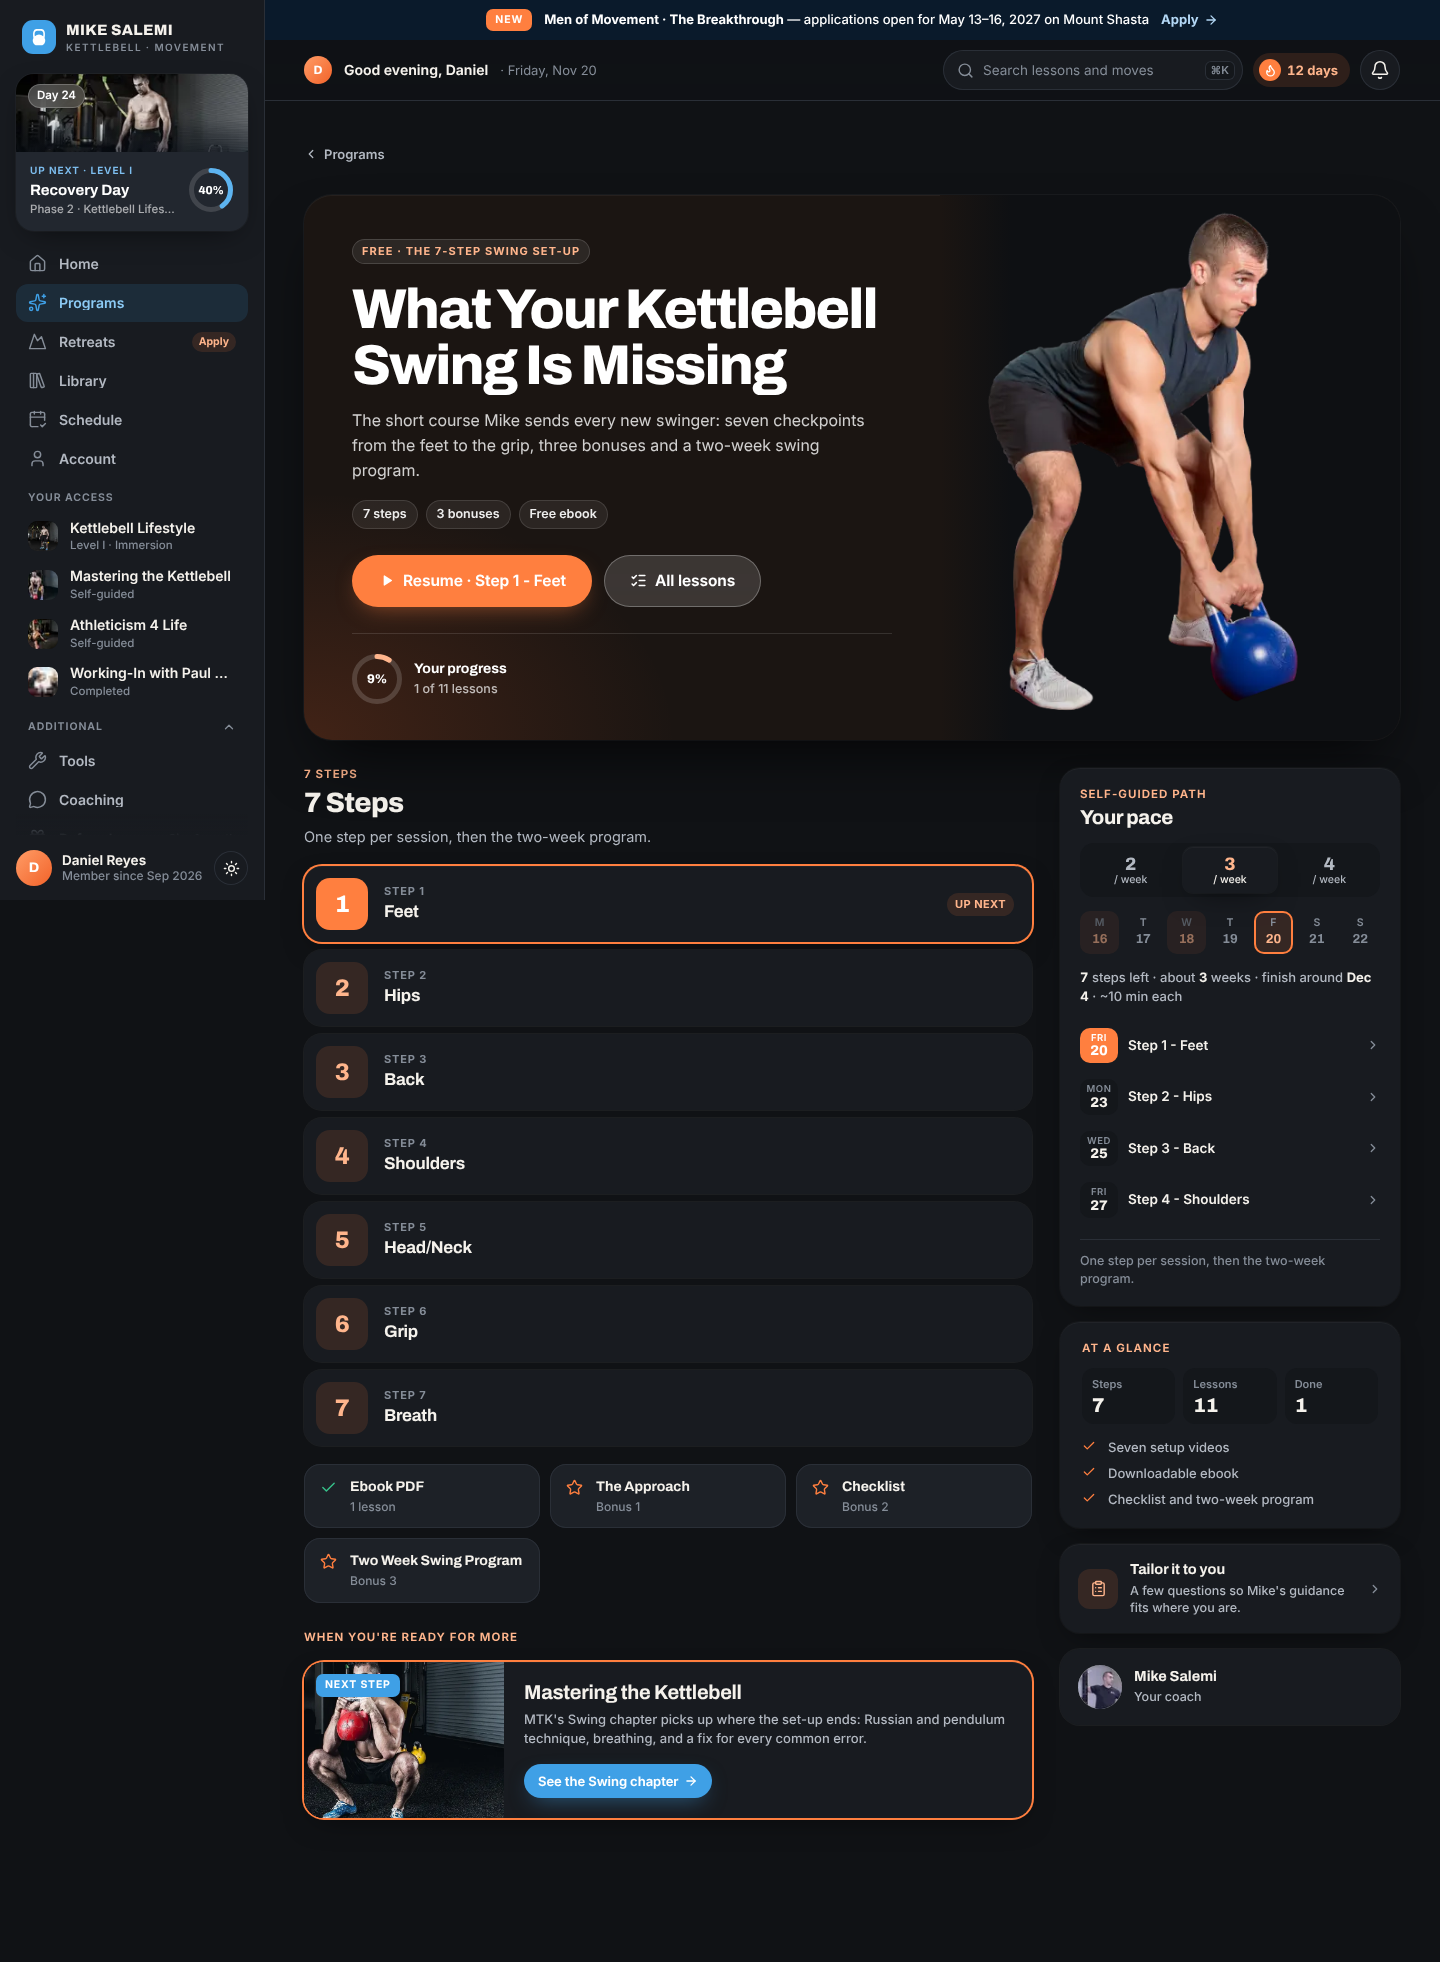 MIKE SALEMI
KETTLEBELL · MOVEMENT
Day 24
UP NEXT · LEVEL I
Recovery Day
Phase 2 · Kettlebell Lifes...
40%
Home
Programs
Retreats
Apply
Library
Schedule
Account
YOUR ACCESS
Kettlebell Lifestyle
Level I · Immersion
Mastering the Kettlebell
Self-guided
Athleticism 4 Life
Self-guided
Working-In with Paul ...
Completed
ADDITIONAL
Tools
Coaching
D
Daniel Reyes
Member since Sep 2026
NEW Men of Movement · The Breakthrough — applications open for May 13–16, 2027 on Mount Shasta Apply →
D Good evening, Daniel · Friday, Nov 20
Search lessons and moves ⌘K
12 days
Programs
FREE · THE 7-STEP SWING SET-UP
What Your Kettlebell
Swing Is Missing
The short course Mike sends every new swinger: seven checkpoints
from the feet to the grip, three bonuses and a two-week swing
program.
7 steps
3 bonuses
Free ebook
Resume · Step 1 - Feet
All lessons
9%
Your progress
1 of 11 lessons
7 STEPS
7 Steps
One step per session, then the two-week program.
1
STEP 1
Feet
UP NEXT
2
STEP 2
Hips
3
STEP 3
Back
4
STEP 4
Shoulders
5
STEP 5
Head/Neck
6
STEP 6
Grip
7
STEP 7
Breath
Ebook PDF
1 lesson
The Approach
Bonus 1
Checklist
Bonus 2
Two Week Swing Program
Bonus 3
WHEN YOU'RE READY FOR MORE
NEXT STEP
Mastering the Kettlebell
MTK's Swing chapter picks up where the set-up ends: Russian and pendulum
technique, breathing, and a fix for every common error.
See the Swing chapter →
SELF-GUIDED PATH
Your pace
2
/ week
3
/ week
4
/ week
M T W T F S S
16 17 18 19 20 21 22
7 steps left · about 3 weeks · finish around Dec
4 · ~10 min each
FRI
20
Step 1 - Feet
MON
23
Step 2 - Hips
WED
25
Step 3 - Back
FRI
27
Step 4 - Shoulders
One step per session, then the two-week
program.
AT A GLANCE
Steps
7
Lessons
11
Done
1
Seven setup videos
Downloadable ebook
Checklist and two-week program
Tailor it to you
A few questions so Mike's guidance
fits where you are.
Mike Salemi
Your coach